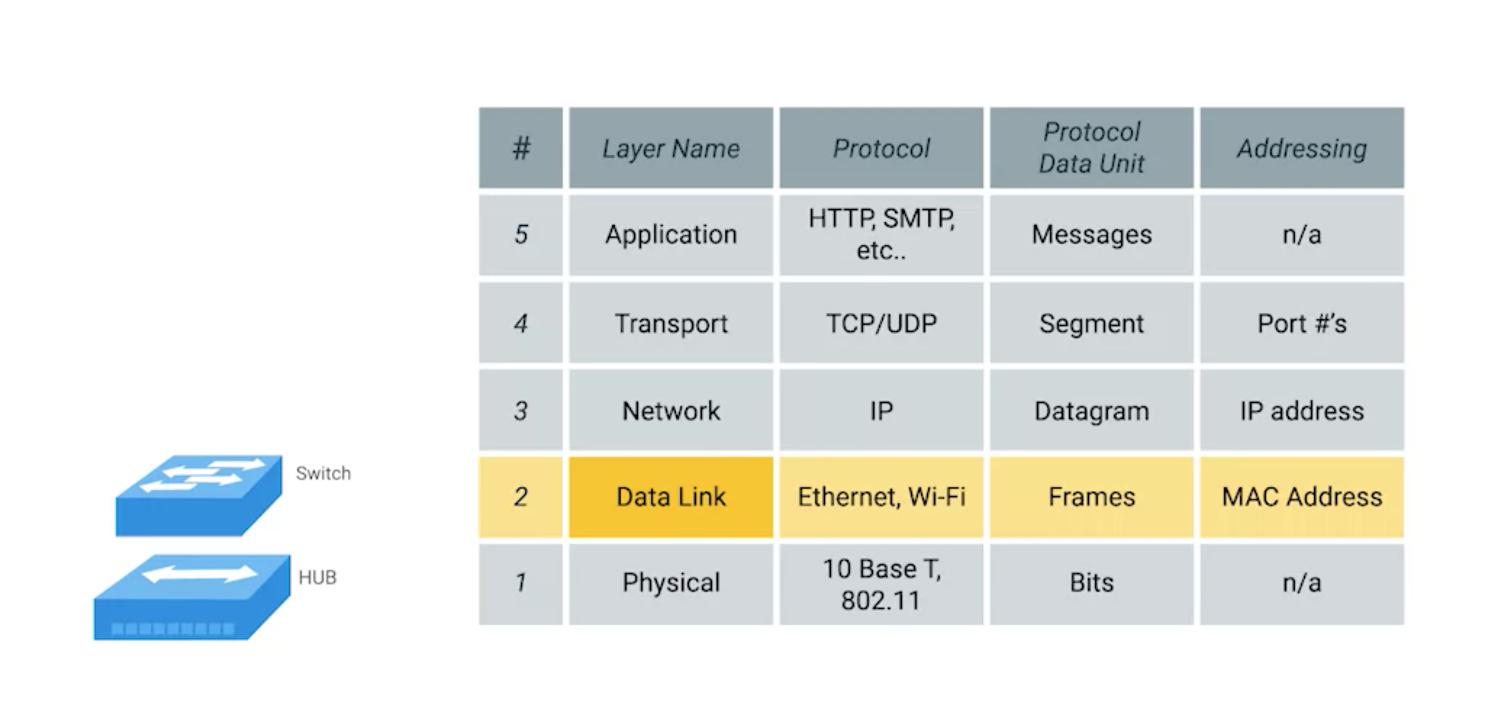 # Layer Name Protocol Protocol Data Unit Addressing
5 Application HTTP, SMTP, etc.. Messages n/a
4 Transport TCP/UDP Segment Port #'s
3 Network IP Datagram IP address
Switch
2 Data Link Ethernet, Wi-Fi Frames MAC Address
HUB
1 Physical 10 Base T, 802.11 Bits n/a